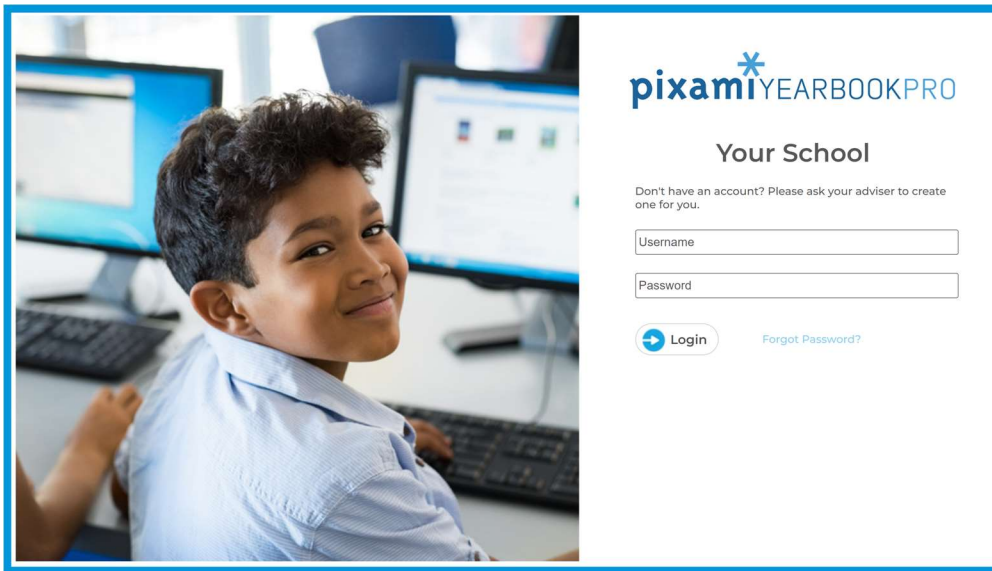 pixamiYEARBOOKPRO
Your School
Don't have an account? Please ask your adviser to create
one for you.
Username
Password
Login Forgot Password?